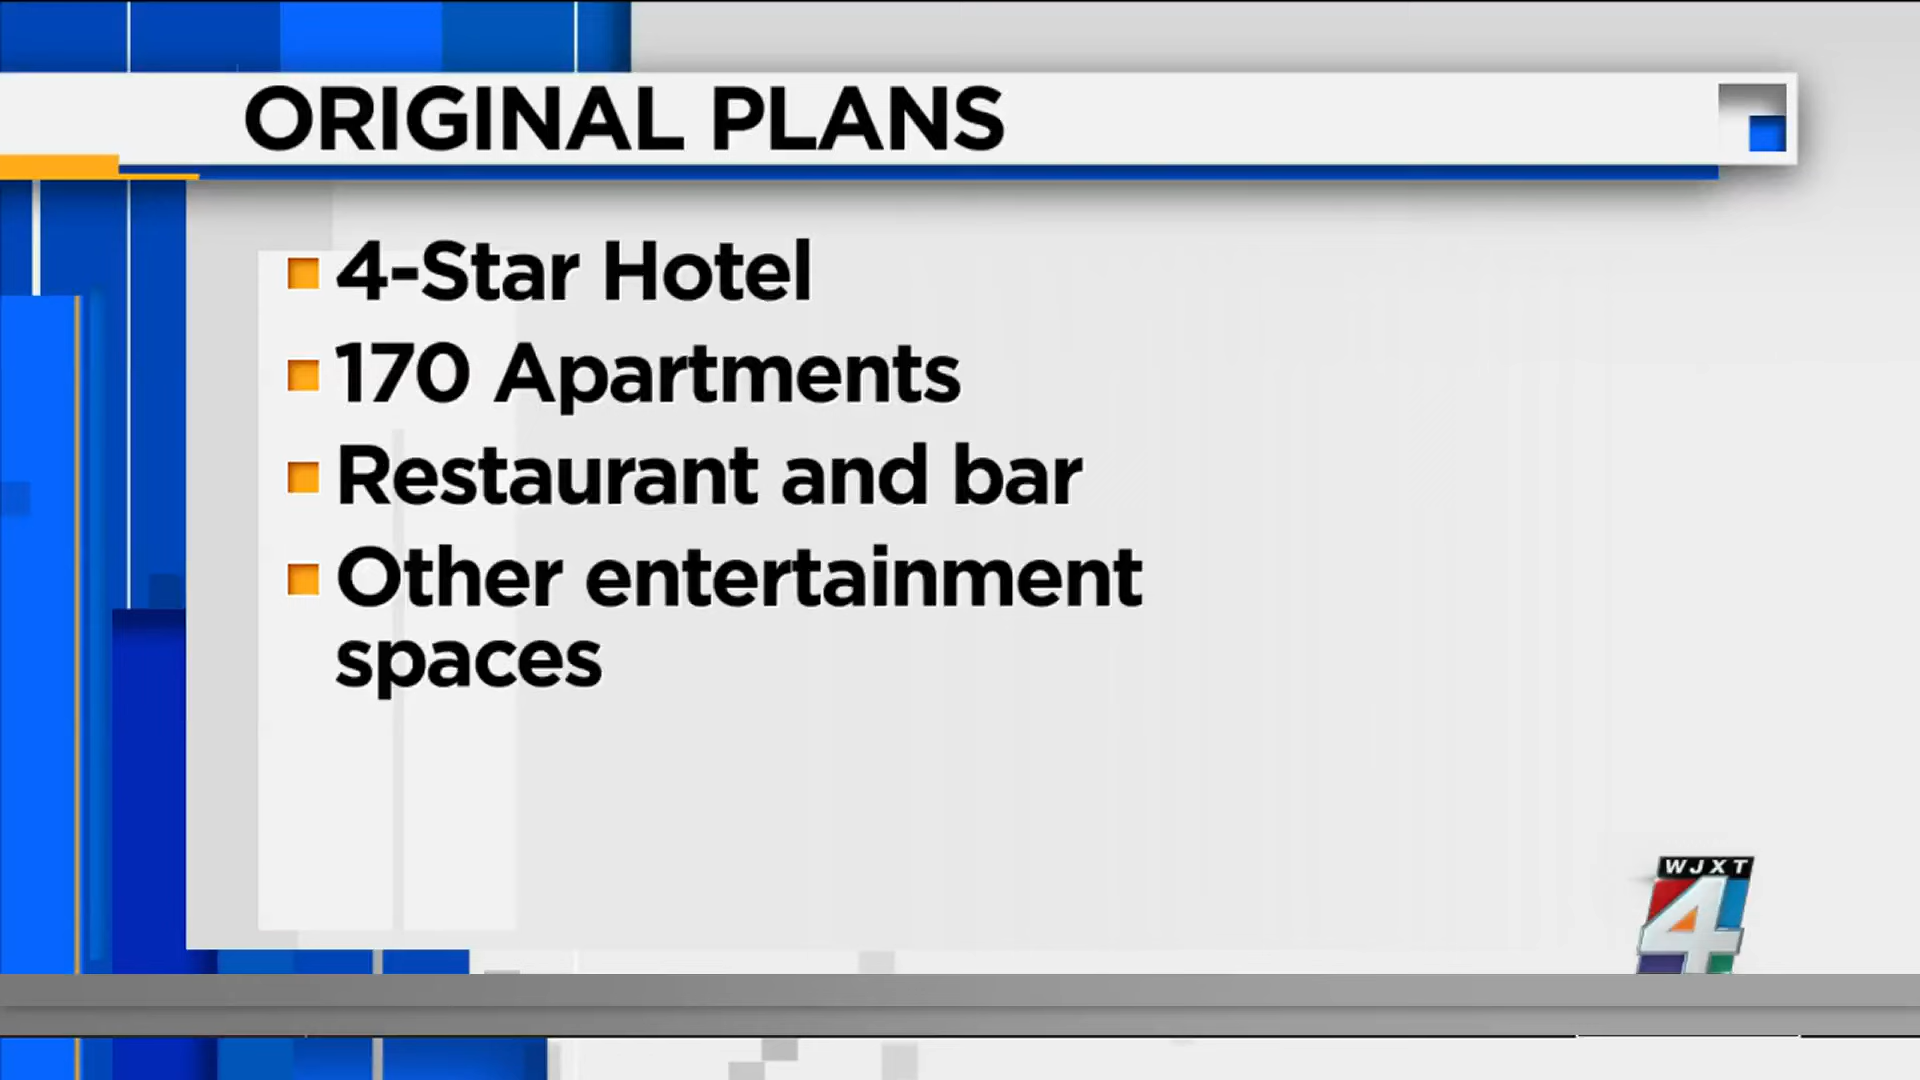 ORIGINAL PLANS
4-Star Hotel
170 Apartments
Restaurant and bar
Other entertainment
spaces
WJXT
4